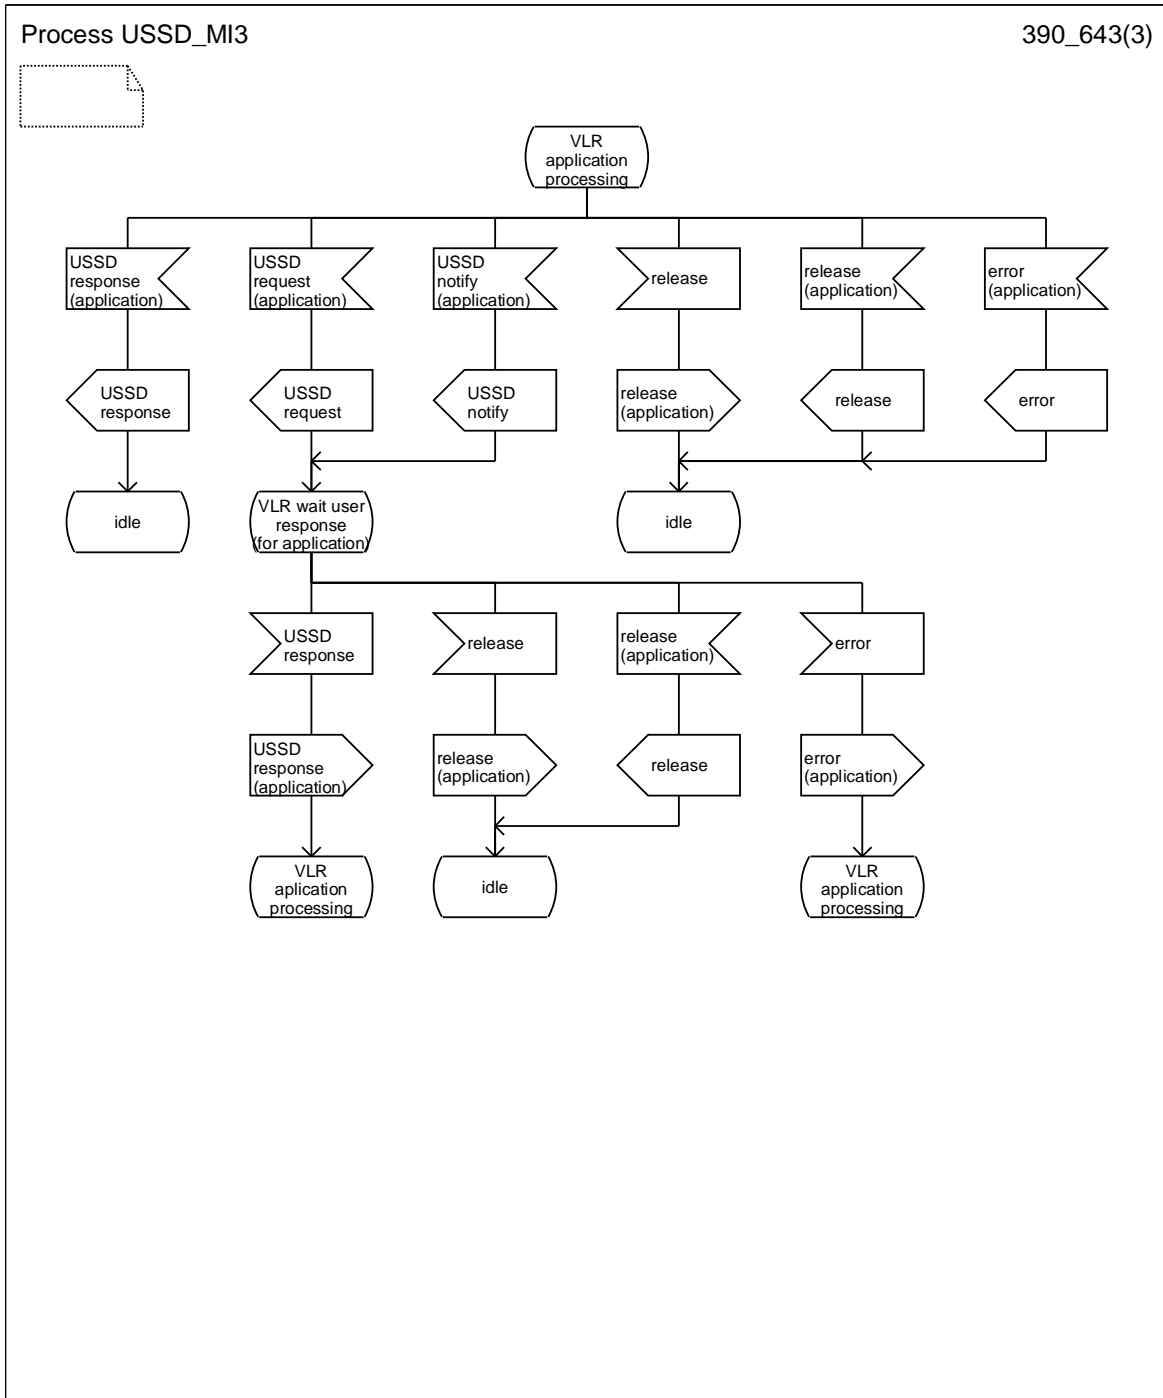 Process USSD_MI3
390_643(3)
VLR
application
processing
USSD
response
(application)
USSD
request
(application)
USSD
notify
(application)
release
release
(application)
error
(application)
USSD
response
USSD
request
USSD
notify
release
(application)
release
error
idle
VLR wait user
response
(for application)
idle
USSD
response
release
release
(application)
error
USSD
response
(application)
release
(application)
release
error
(application)
VLR
aplication
processing
idle
VLR
application
processing